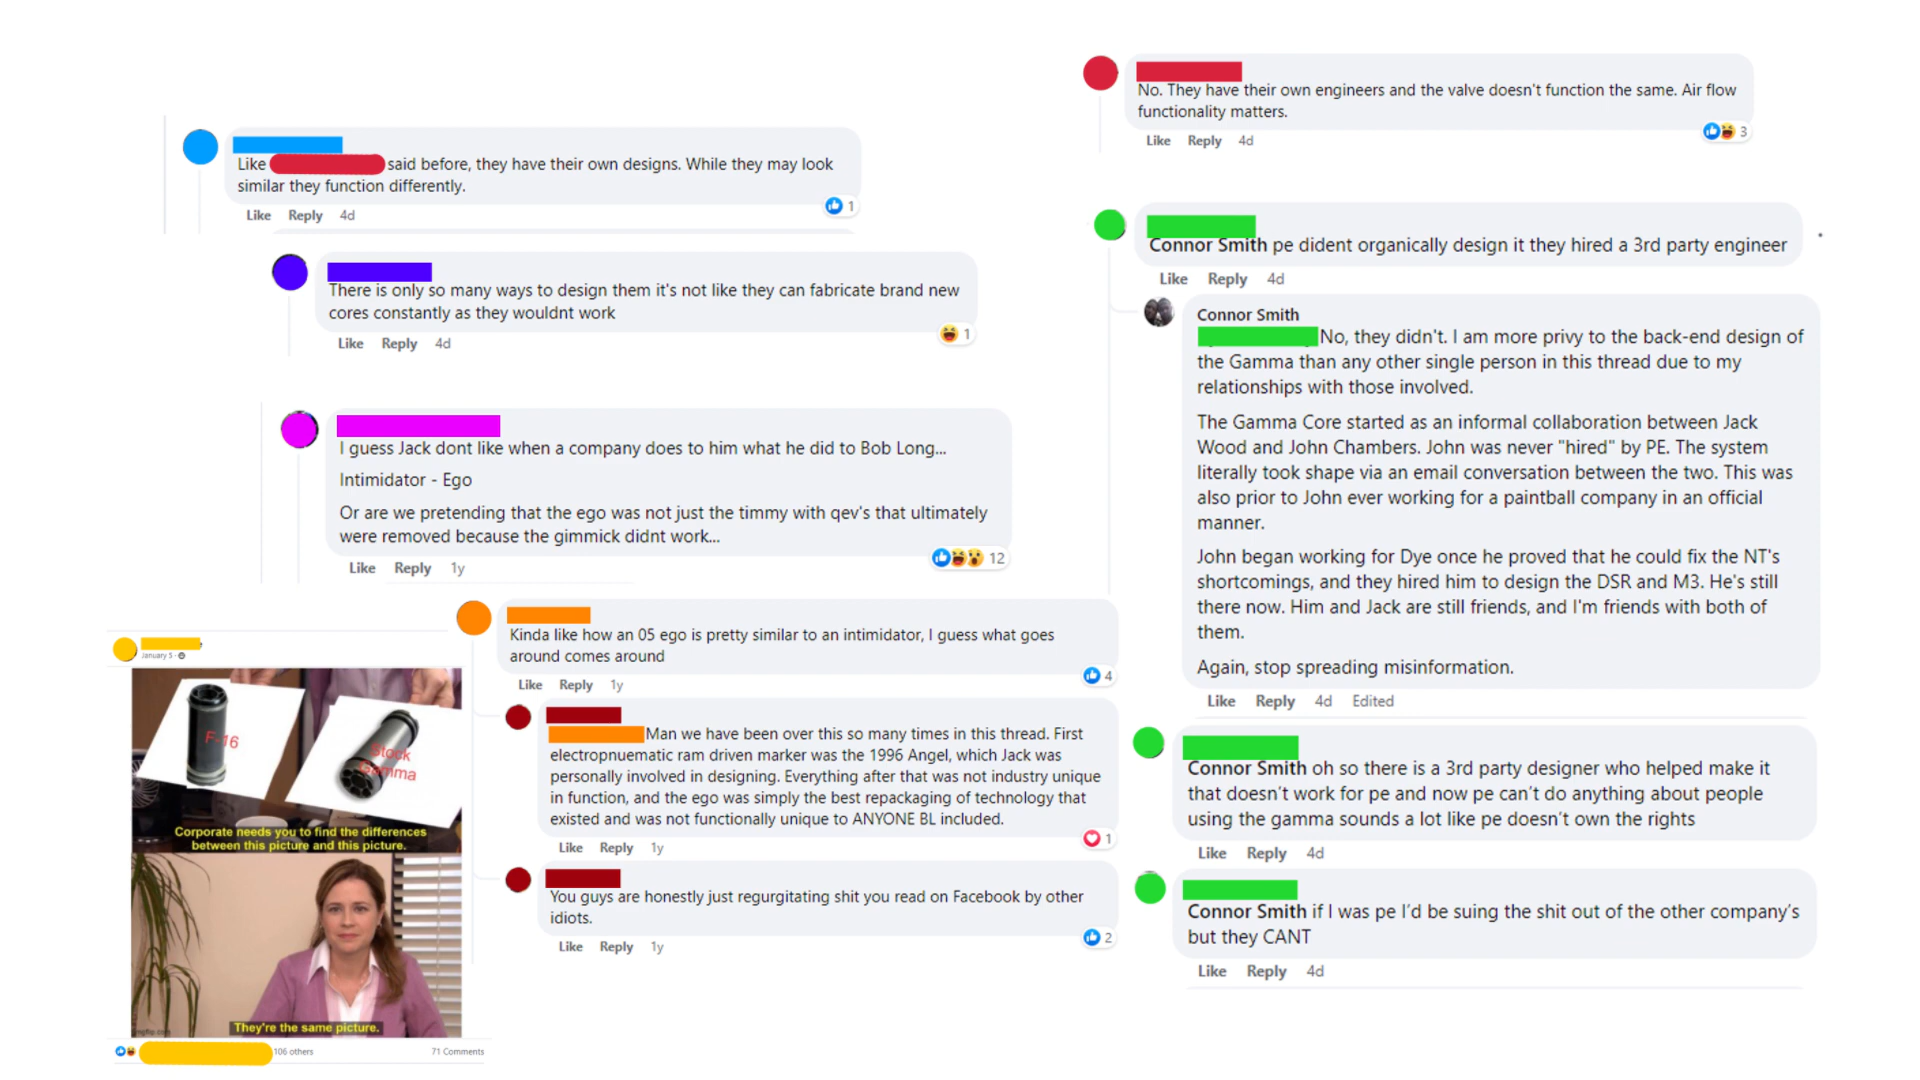 Like said before, they have their own designs. While they may look
similar they function differently.
1
Like Reply 4d
There is only so many ways to design them it's not like they can fabricate brand new
cores constantly as they wouldnt work
1
Like Reply 4d
I guess Jack dont like when a company does to him what he did to Bob Long...
Intimidator - Ego
Or are we pretending that the ego was not just the timmy with qev's that ultimately
were removed because the gimmick didnt work...
12
Like Reply 1y
Kinda like how an 05 ego is pretty similar to an intimidator, I guess what goes
around comes around
4
Like Reply 1y
Man we have been over this so many times in this thread. First
electropnuematic ram driven marker was the 1996 Angel, which Jack was
personally involved in designing. Everything after that was not industry unique
in function, and the ego was simply the best repackaging of technology that
existed and was not functionally unique to ANYONE BL included.
1
Like Reply 1y
You guys are honestly just regurgitating shit you read on Facebook by other
idiots.
2
Like Reply 1y
January 5 ·
F-16
Stock
Gamma
Corporate needs you to find the differences
between this picture and this picture.
They're the same picture.
imgflip.com
106 others 71 Comments
No. They have their own engineers and the valve doesn't function the same. Air flow
functionality matters.
3
Like Reply 4d
Connor Smith pe dident organically design it they hired a 3rd party engineer
Like Reply 4d
Connor Smith
No, they didn't. I am more privy to the back-end design of
the Gamma than any other single person in this thread due to my
relationships with those involved.
The Gamma Core started as an informal collaboration between Jack
Wood and John Chambers. John was never "hired" by PE. The system
literally took shape via an email conversation between the two. This was
also prior to John ever working for a paintball company in an official
manner.
John began working for Dye once he proved that he could fix the NT's
shortcomings, and they hired him to design the DSR and M3. He's still
there now. Him and Jack are still friends, and I'm friends with both of
them.
Again, stop spreading misinformation.
Like Reply 4d Edited
Connor Smith oh so there is a 3rd party designer who helped make it
that doesn't work for pe and now pe can't do anything about people
using the gamma sounds a lot like pe doesn't own the rights
Like Reply 4d
Connor Smith if I was pe I'd be suing the shit out of the other company's
but they CANT
Like Reply 4d